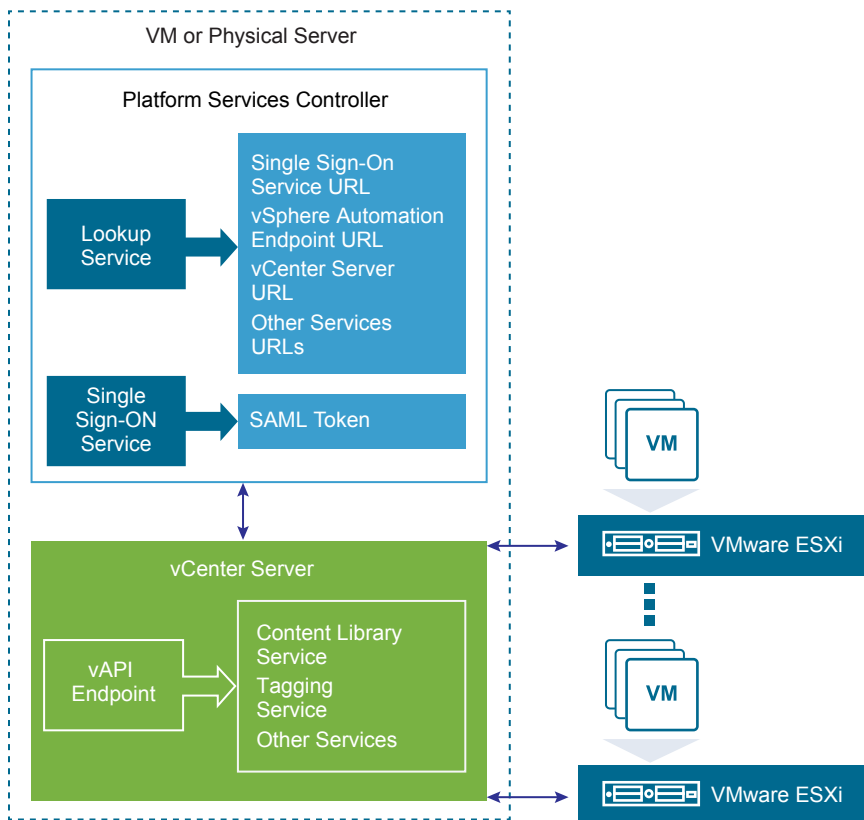 VM or Physical Server
Platform Services Controller
Lookup
Service
Single Sign-On
Service URL
vSphere Automation
Endpoint URL
vCenter Server
URL
Other Services
URLs
Single
Sign-ON
Service
SAML Token
VM
VMware ESXi
vCenter Server
vAPI
Endpoint
Content Library
Service
Tagging
Service
Other Services
VM
VMware ESXi